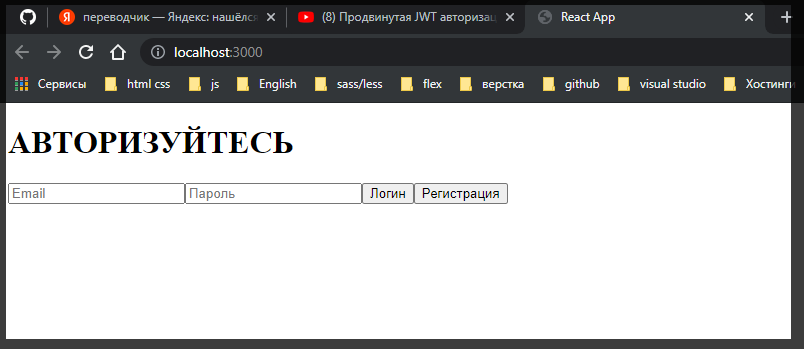 переводчик — Яндекс: нашёлся
(8) Продвинутая JWT авторизац
React App
localhost:3000
Сервисы
html css
js
English
sass/less
flex
верстка
github
visual studio
Хостинги
АВТОРИЗУЙТЕСЬ
Email
Пароль
Логин
Регистрация